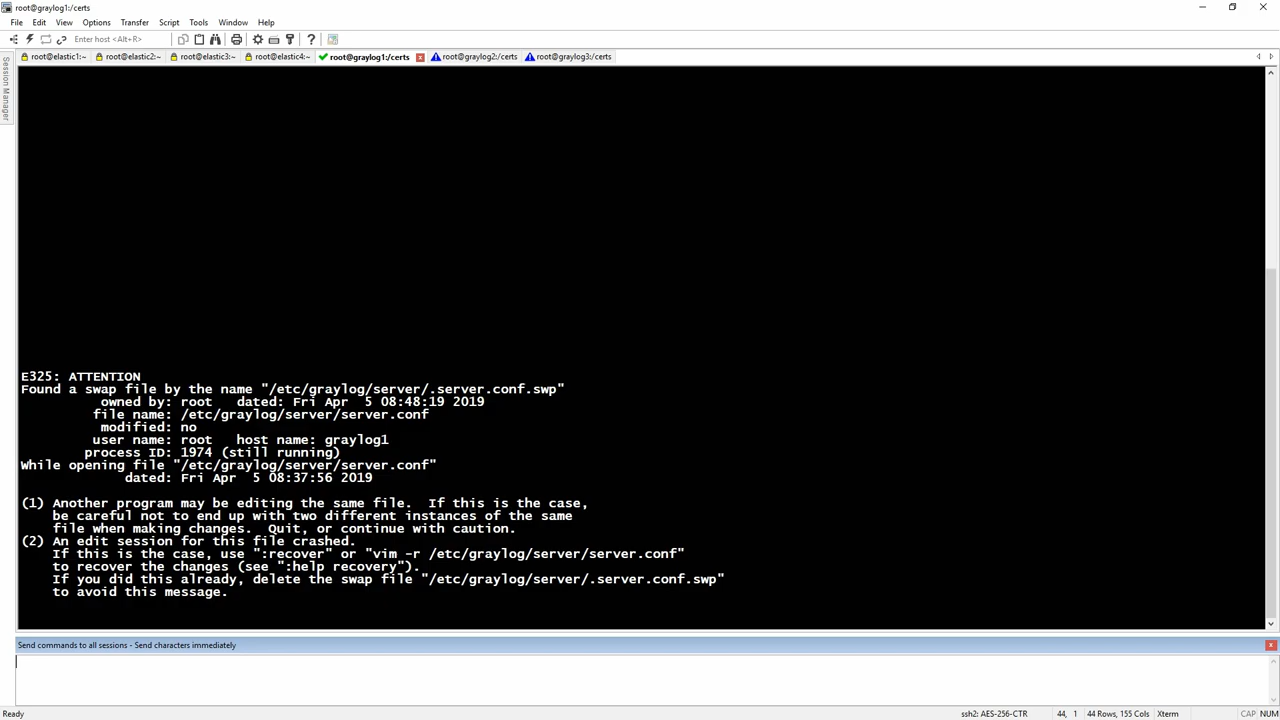 root@graylog1:/certs
File Edit View Options Transfer Script Tools Window Help
Enter host <Alt+R>
Session Manager
root@elastic1:~ root@elastic2:~ root@elastic3:~ root@elastic4:~ root@graylog1:/certs root@graylog2:/certs root@graylog3:/certs
E325: ATTENTION
Found a swap file by the name "/etc/graylog/server/.server.conf.swp"
owned by: root dated: Fri Apr 5 08:48:19 2019
file name: /etc/graylog/server/server.conf
modified: no
user name: root host name: graylog1
process ID: 1974 (still running)
While opening file "/etc/graylog/server/server.conf"
dated: Fri Apr 5 08:37:56 2019
(1) Another program may be editing the same file. If this is the case,
be careful not to end up with two different instances of the same
file when making changes. Quit, or continue with caution.
(2) An edit session for this file crashed.
If this is the case, use ":recover" or "vim -r /etc/graylog/server/server.conf"
to recover the changes (see ":help recovery").
If you did this already, delete the swap file "/etc/graylog/server/.server.conf.swp"
to avoid this message.
Send commands to all sessions - Send characters immediately
Ready ssh2: AES-256-CTR 44, 1 44 Rows, 155 Cols Xterm CAP NUM